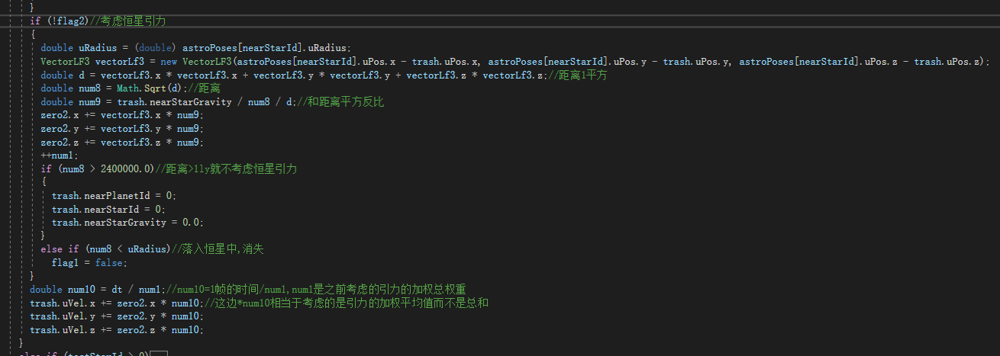 }
if (!flag2)//考虑恒星引力
{
double uRadius = (double) astroPoses[nearStarId].uRadius;
VectorLF3 vectorLf3 = new VectorLF3(astroPoses[nearStarId].uPos.x - trash.uPos.x, astroPoses[nearStarId].uPos.y - trash.uPos.y, astroPoses[nearStarId].uPos.z - trash.uPos.z);
double d = vectorLf3.x * vectorLf3.x + vectorLf3.y * vectorLf3.y + vectorLf3.z * vectorLf3.z;//距离1平方
double num8 = Math.Sqrt(d);//距离
double num9 = trash.nearStarGravity / num8 / d;//和距离平方反比
zero2.x += vectorLf3.x * num9;
zero2.y += vectorLf3.y * num9;
zero2.z += vectorLf3.z * num9;
++num1;
if (num8 > 2400000.0)//距离>1ly就不考虑恒星引力
{
trash.nearPlanetId = 0;
trash.nearStarId = 0;
trash.nearStarGravity = 0.0;
}
else if (num8 < uRadius)//落入恒星中,消失
flag1 = false;
}
double num10 = dt / num1;//num10=1帧的时间/num1,num1是之前考虑的引力的加权总权重
trash.uVel.x += zero2.x * num10;//这边*num10相当于考虑的是引力的加权平均值而不是总和
trash.uVel.y += zero2.y * num10;
trash.uVel.z += zero2.z * num10;
}